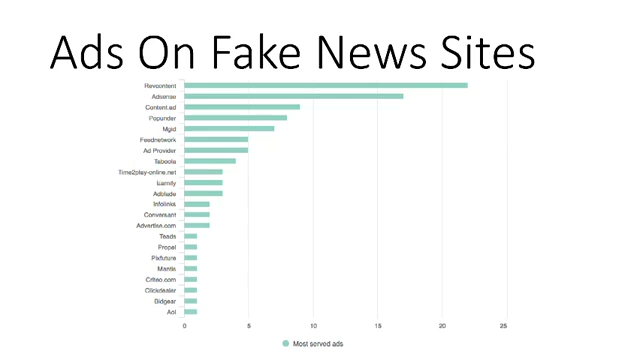 Ads On Fake News Sites
Revcontent
Adsense
Content.ad
Popunder
Mgid
Feednetwork
Ad Provider
Taboola
Time2play-online.net
Adblade
Infolinks
Conversant
Advertise.com
Teads
Propel
Pixfuture
Mantis
Criteo.com
Clickdealer
Bidgear
Aol
0 5 10 15 20 25
Most served ads